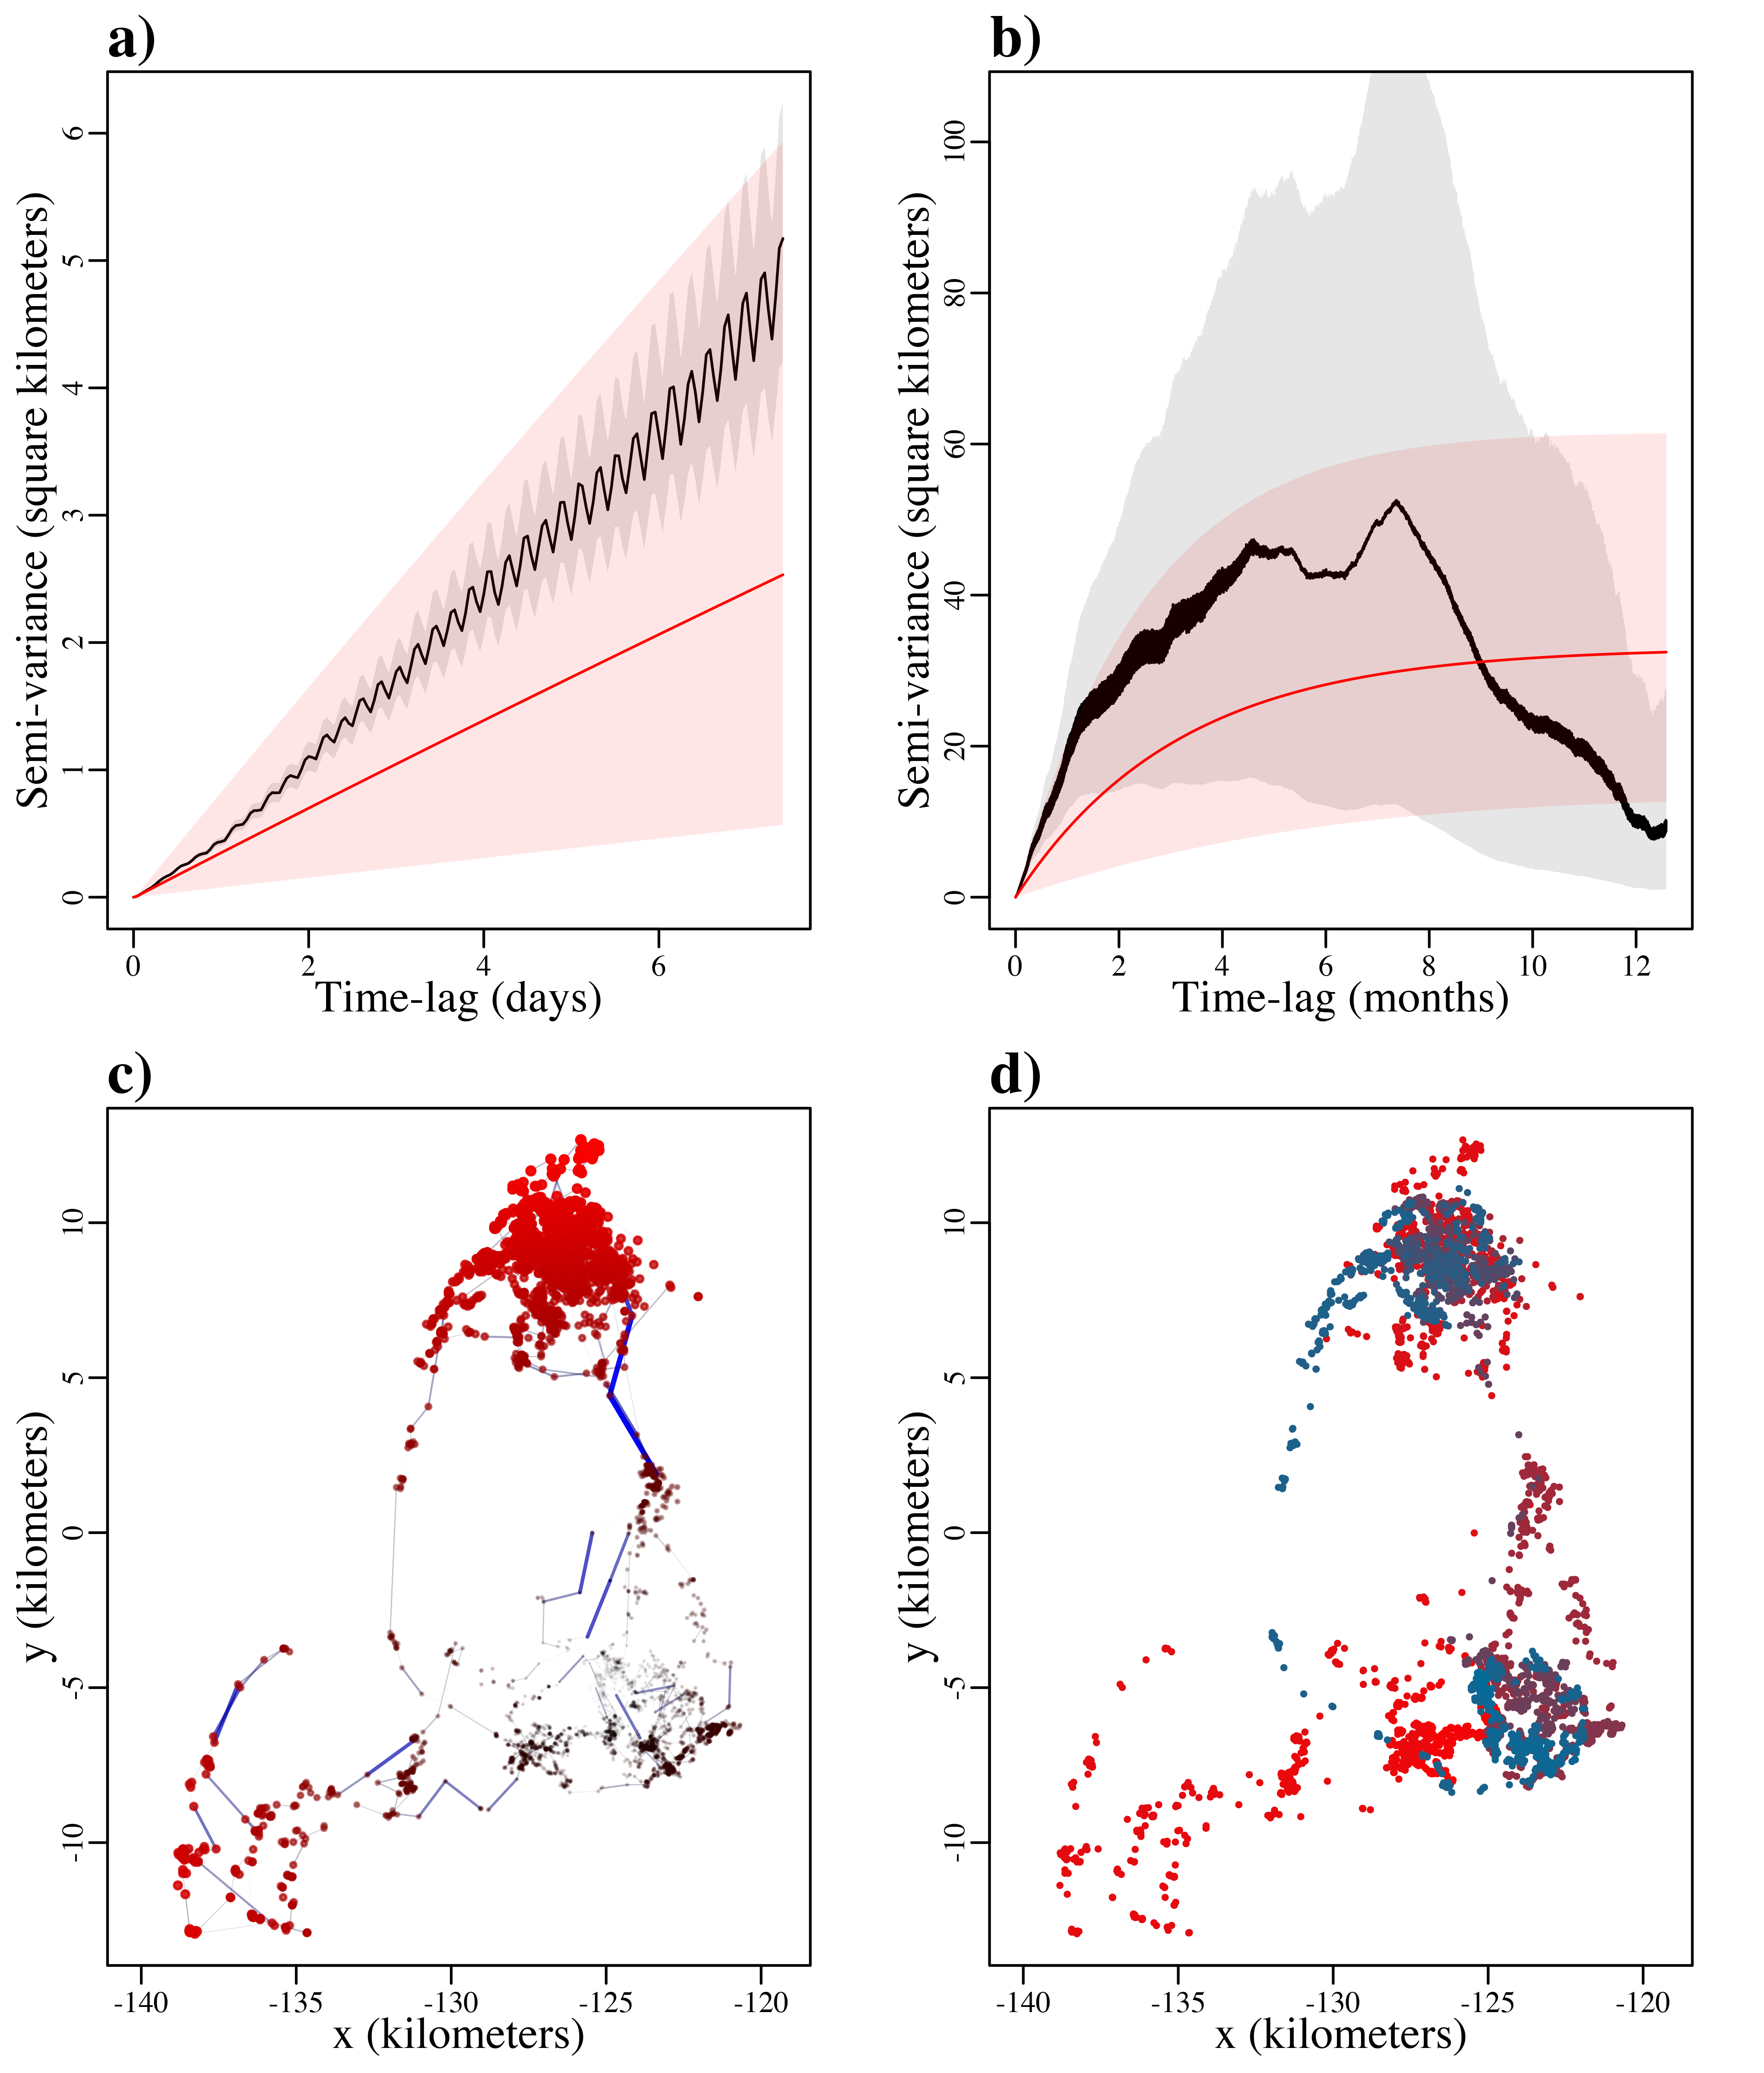 a)
Semi-variance (square kilometers)
0 1 2 3 4 5 6
0 2 4 6
Time-lag (days)
b)
Semi-variance (square kilometers)
0 20 40 60 80 100
0 2 4 6 8 10 12
Time-lag (months)
c)
y (kilometers)
-10 -5 0 5 10
-140 -135 -130 -125 -120
x (kilometers)
d)
y (kilometers)
-10 -5 0 5 10
-140 -135 -130 -125 -120
x (kilometers)